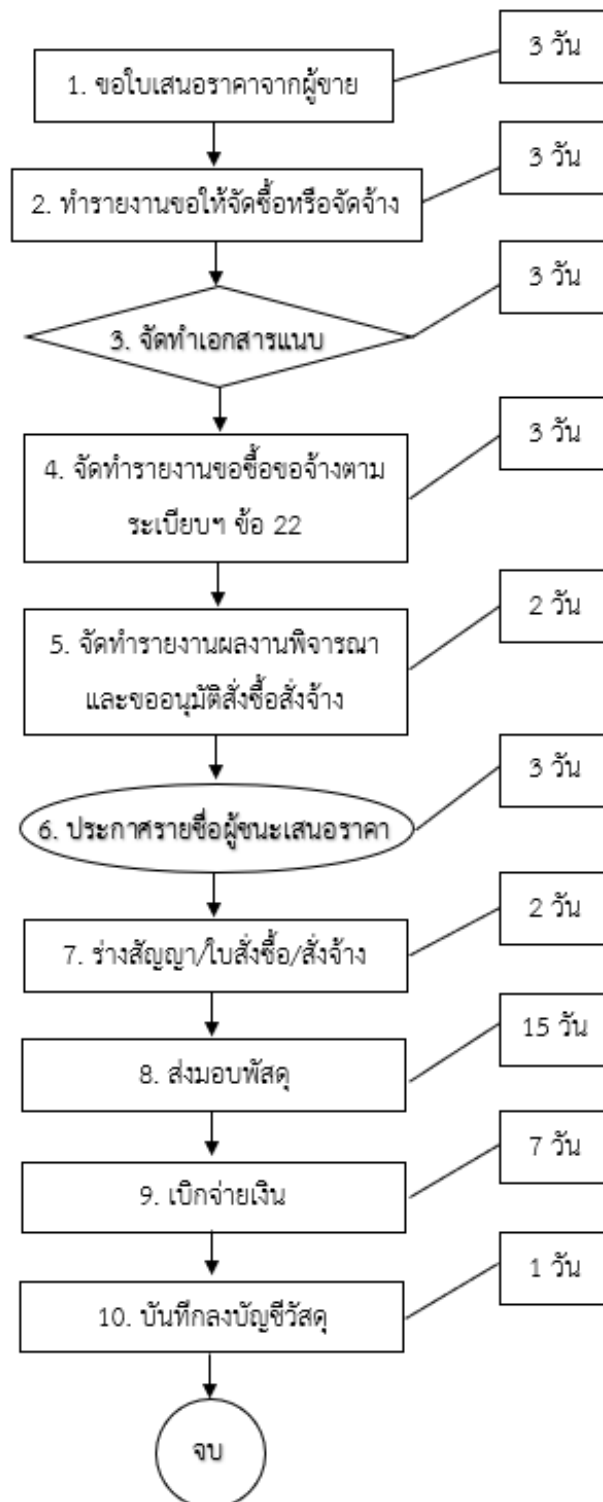 3 วัน
1. ขอใบเสนอราคาจากผู้ขาย
3 วัน
2. ทำรายงานขอให้จัดซื้อหรือจัดจ้าง
3 วัน
3. จัดทำเอกสารแนบ
3 วัน
4. จัดทำรายงานขอซื้อขอจ้างตาม
ระเบียบฯ ข้อ 22
2 วัน
5. จัดทำรายงานผลงานพิจารณา
และขออนุมัติสั่งซื้อสั่งจ้าง
3 วัน
6. ประกาศรายชื่อผู้ชนะเสนอราคา
2 วัน
7. ร่างสัญญา/ใบสั่งซื้อ/สั่งจ้าง
15 วัน
8. ส่งมอบพัสดุ
7 วัน
9. เบิกจ่ายเงิน
1 วัน
10. บันทึกลงบัญชีวัสดุ
จบ